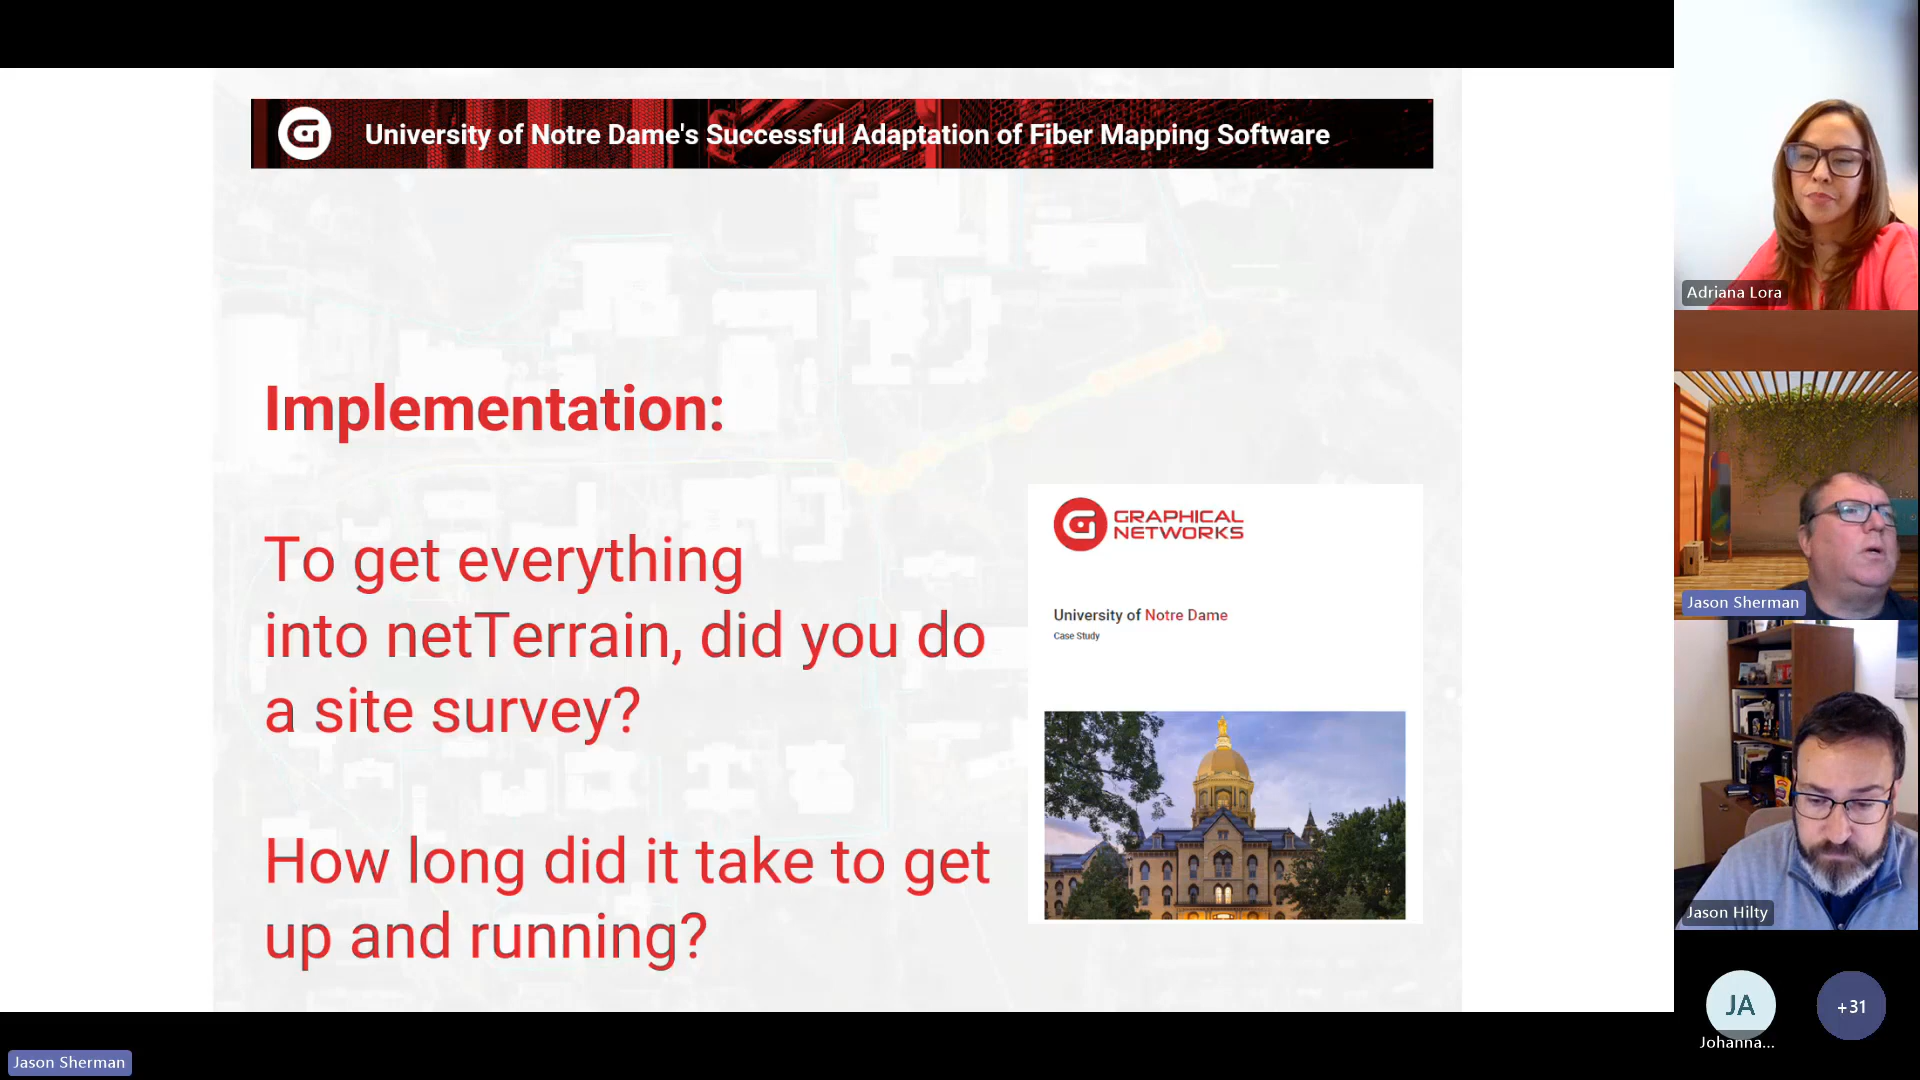 University of Notre Dame's Successful Adaptation of Fiber Mapping Software
Implementation:
To get everything
into netTerrain, did you do
a site survey?
How long did it take to get
up and running?
GRAPHICAL
NETWORKS
University of Notre Dame
Case Study
Adriana Lora
Jason Sherman
Jason Hilty
JA
Johanna...
+31
Jason Sherman